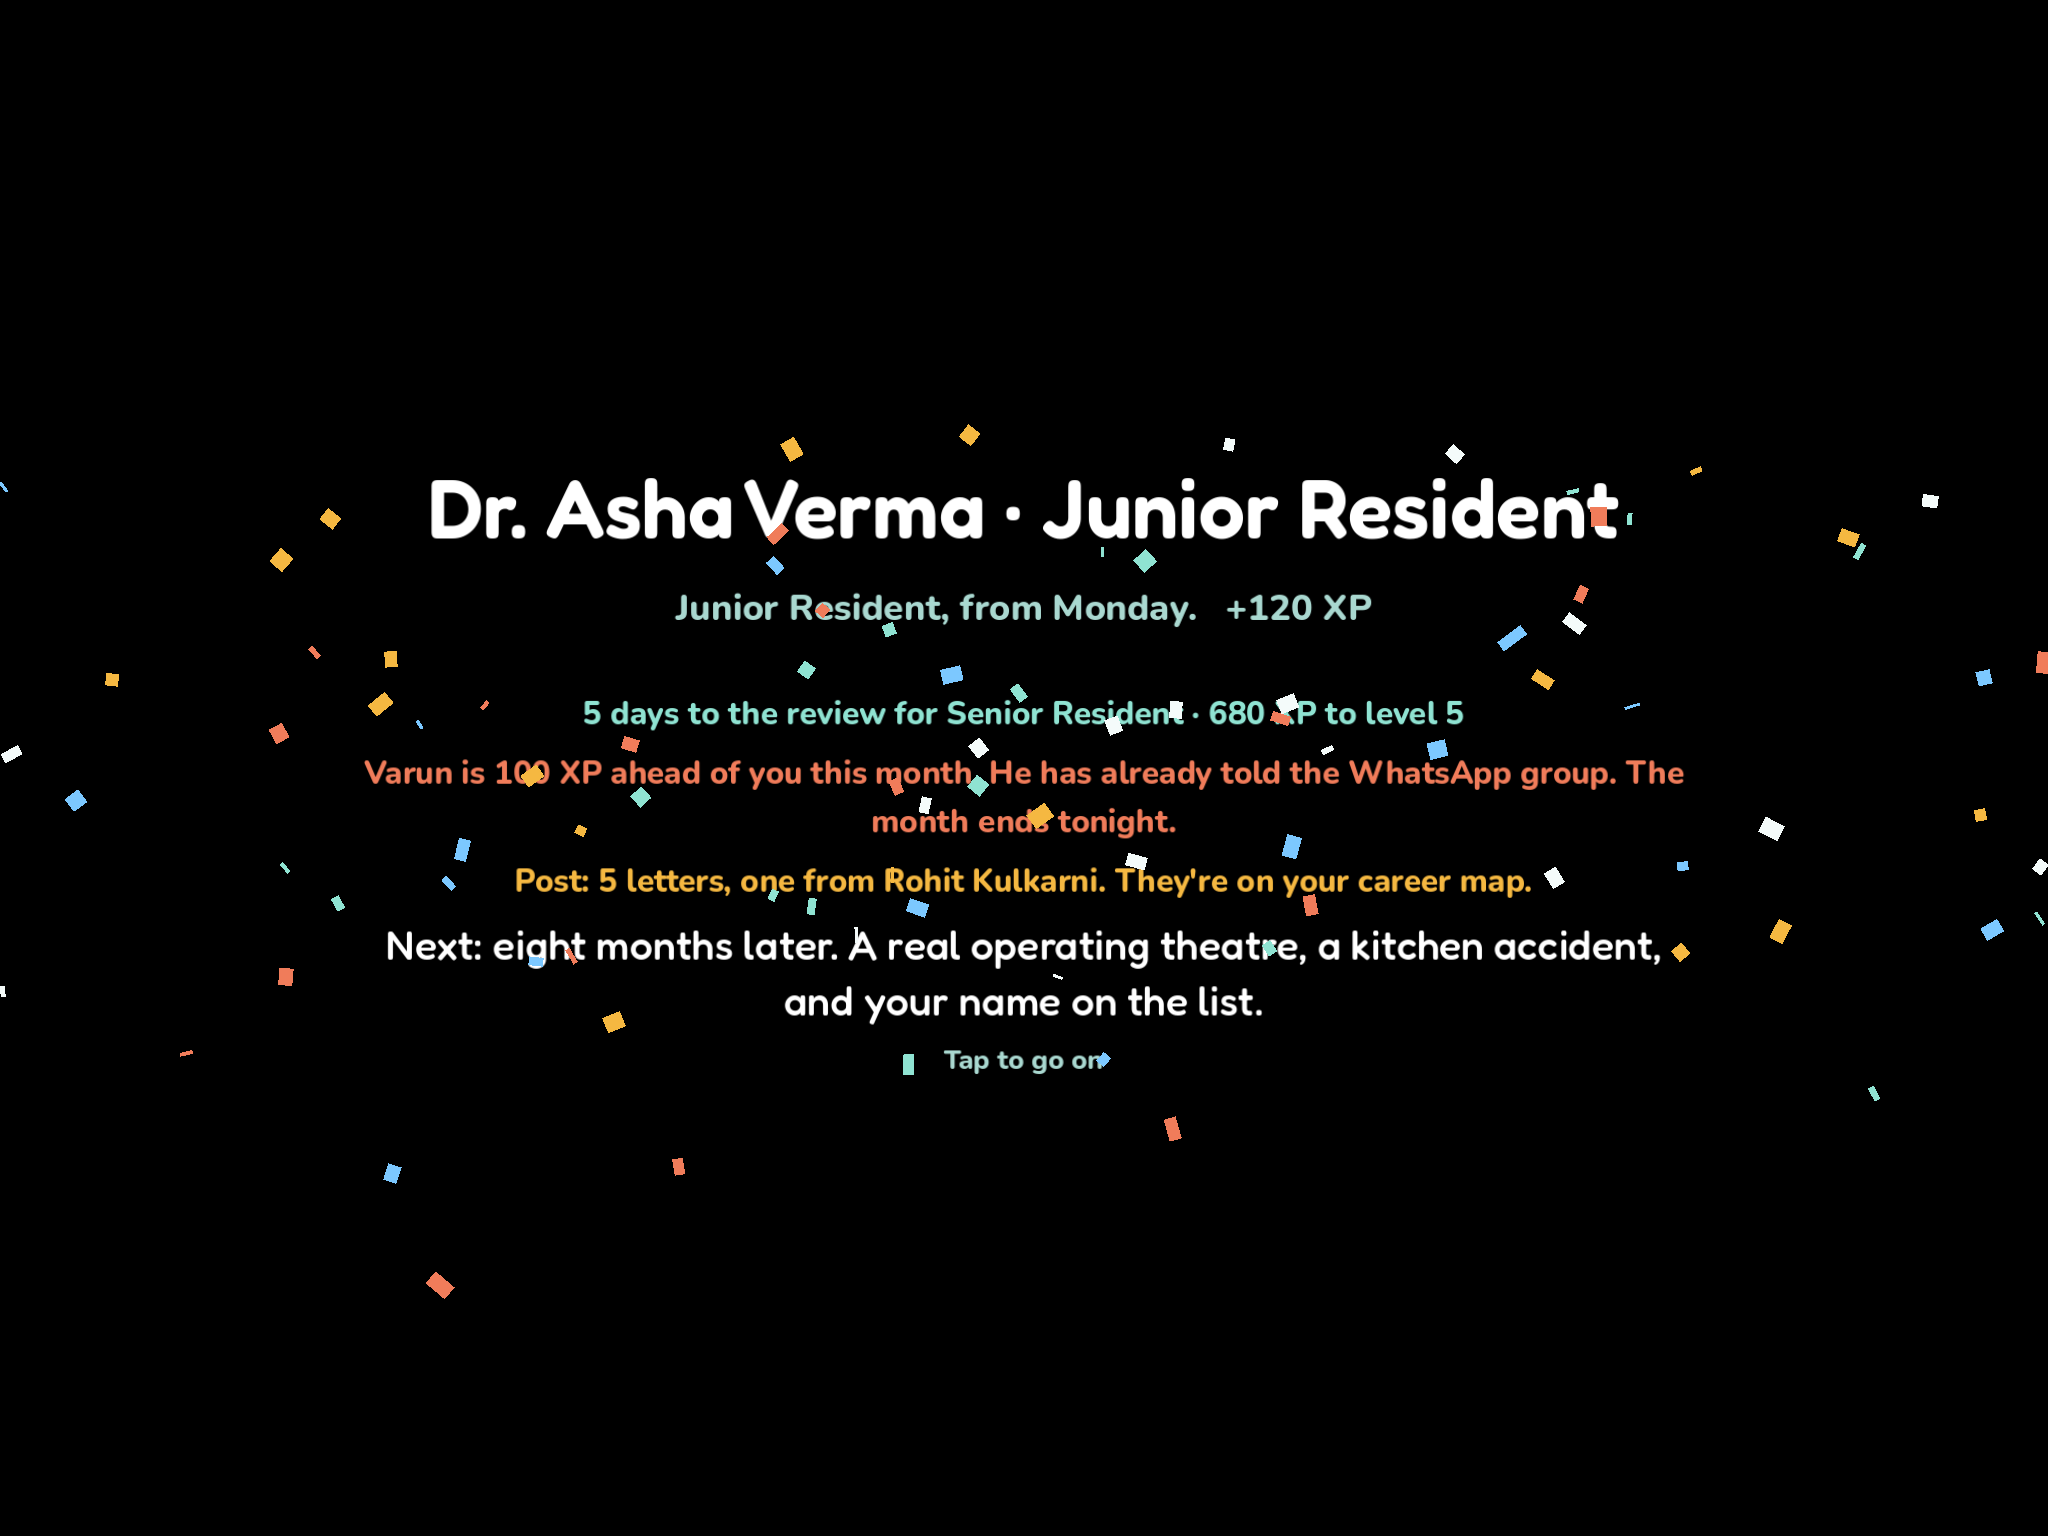 Dr. Asha Verma · Junior Resident
Junior Resident, from Monday. +120 XP
5 days to the review for Senior Resident · 680 XP to level 5
Varun is 100 XP ahead of you this month. He has already told the WhatsApp group. The
month ends tonight.
Post: 5 letters, one from Rohit Kulkarni. They're on your career map.
Next: eight months later. A real operating theatre, a kitchen accident,
and your name on the list.
Tap to go on